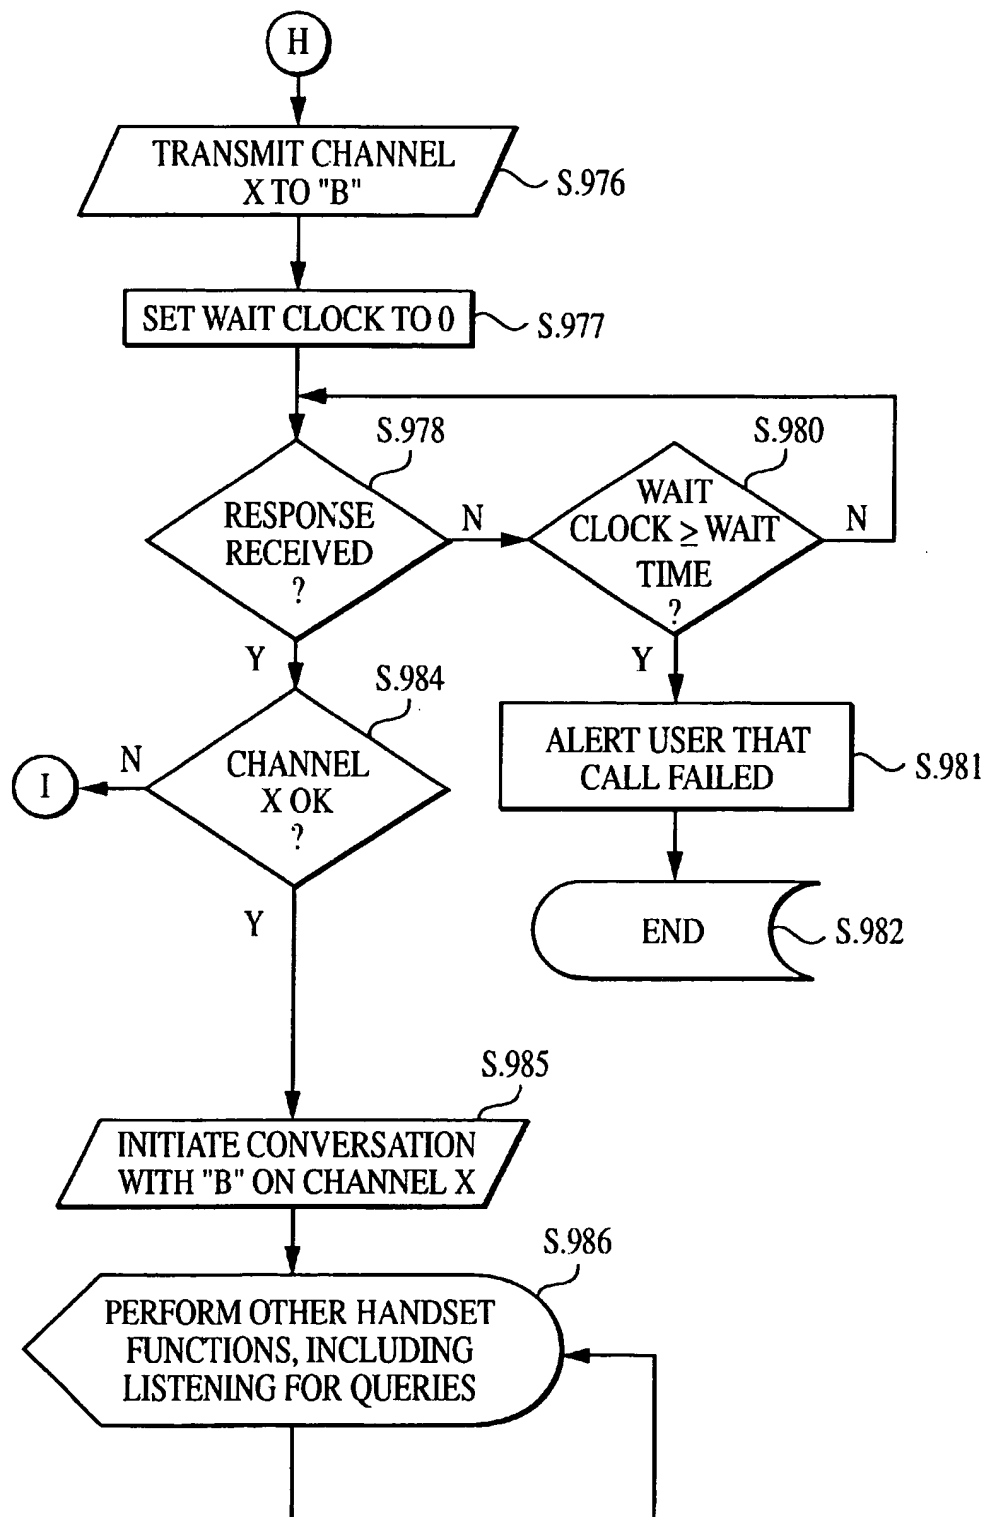 H
TRANSMIT CHANNEL
X TO "B"
S.976
SET WAIT CLOCK TO 0
S.977
S.978
RESPONSE
RECEIVED
?
N
Y
S.980
WAIT
CLOCK ≥ WAIT
TIME
?
N
Y
S.984
CHANNEL
X OK
?
N
I
Y
ALERT USER THAT
CALL FAILED
S.981
END
S.982
S.985
INITIATE CONVERSATION
WITH "B" ON CHANNEL X
S.986
PERFORM OTHER HANDSET
FUNCTIONS, INCLUDING
LISTENING FOR QUERIES